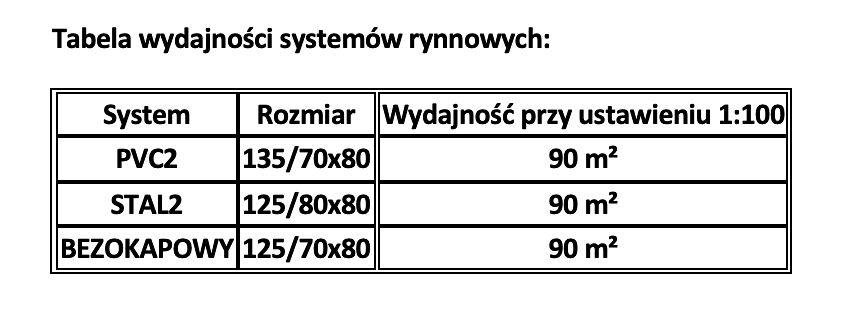 Tabela wydajności systemów rynnowych:
System Rozmiar Wydajność przy ustawieniu 1:100
PVC2 135/70x80 90 m²
STAL2 125/80x80 90 m²
BEZOKAPOWY 125/70x80 90 m²